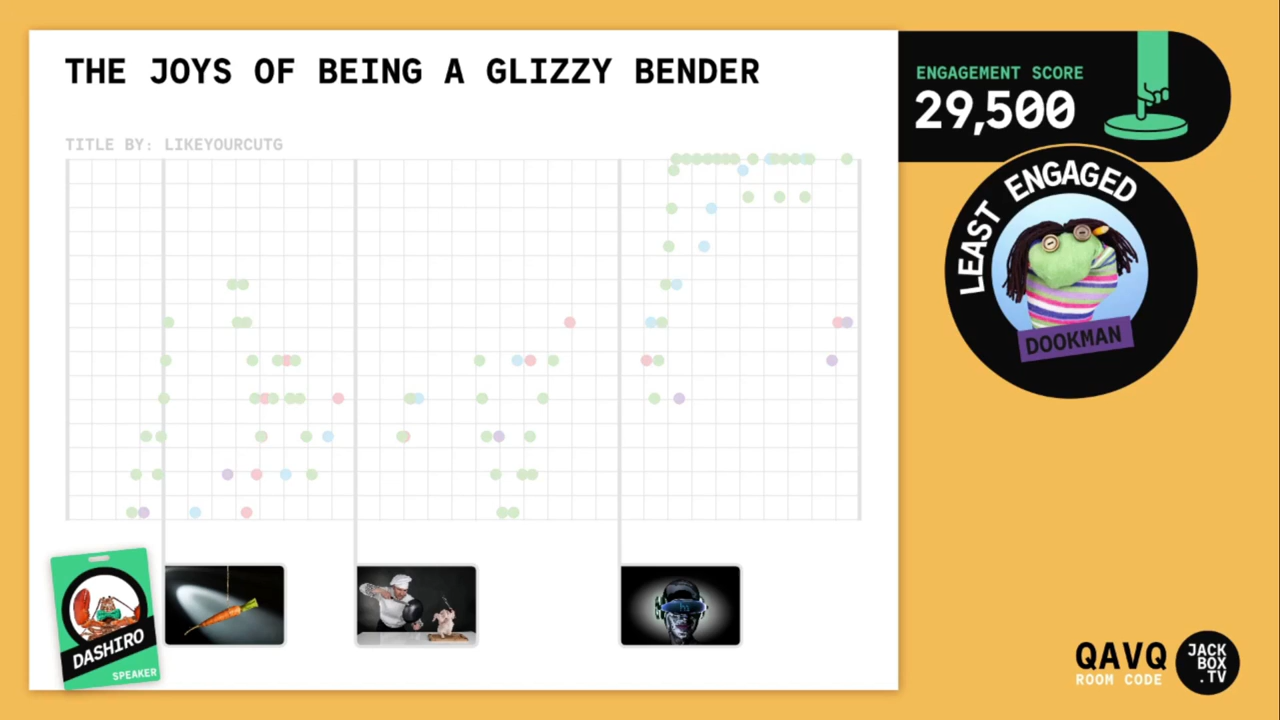 THE JOYS OF BEING A GLIZZY BENDER
TITLE BY: LIKEYOURCUTG
ENGAGEMENT SCORE
29,500
LEAST ENGAGED
DOOKMAN
DASHIRO
SPEAKER
QAVQ
ROOM CODE
JACK
BOX
.TV